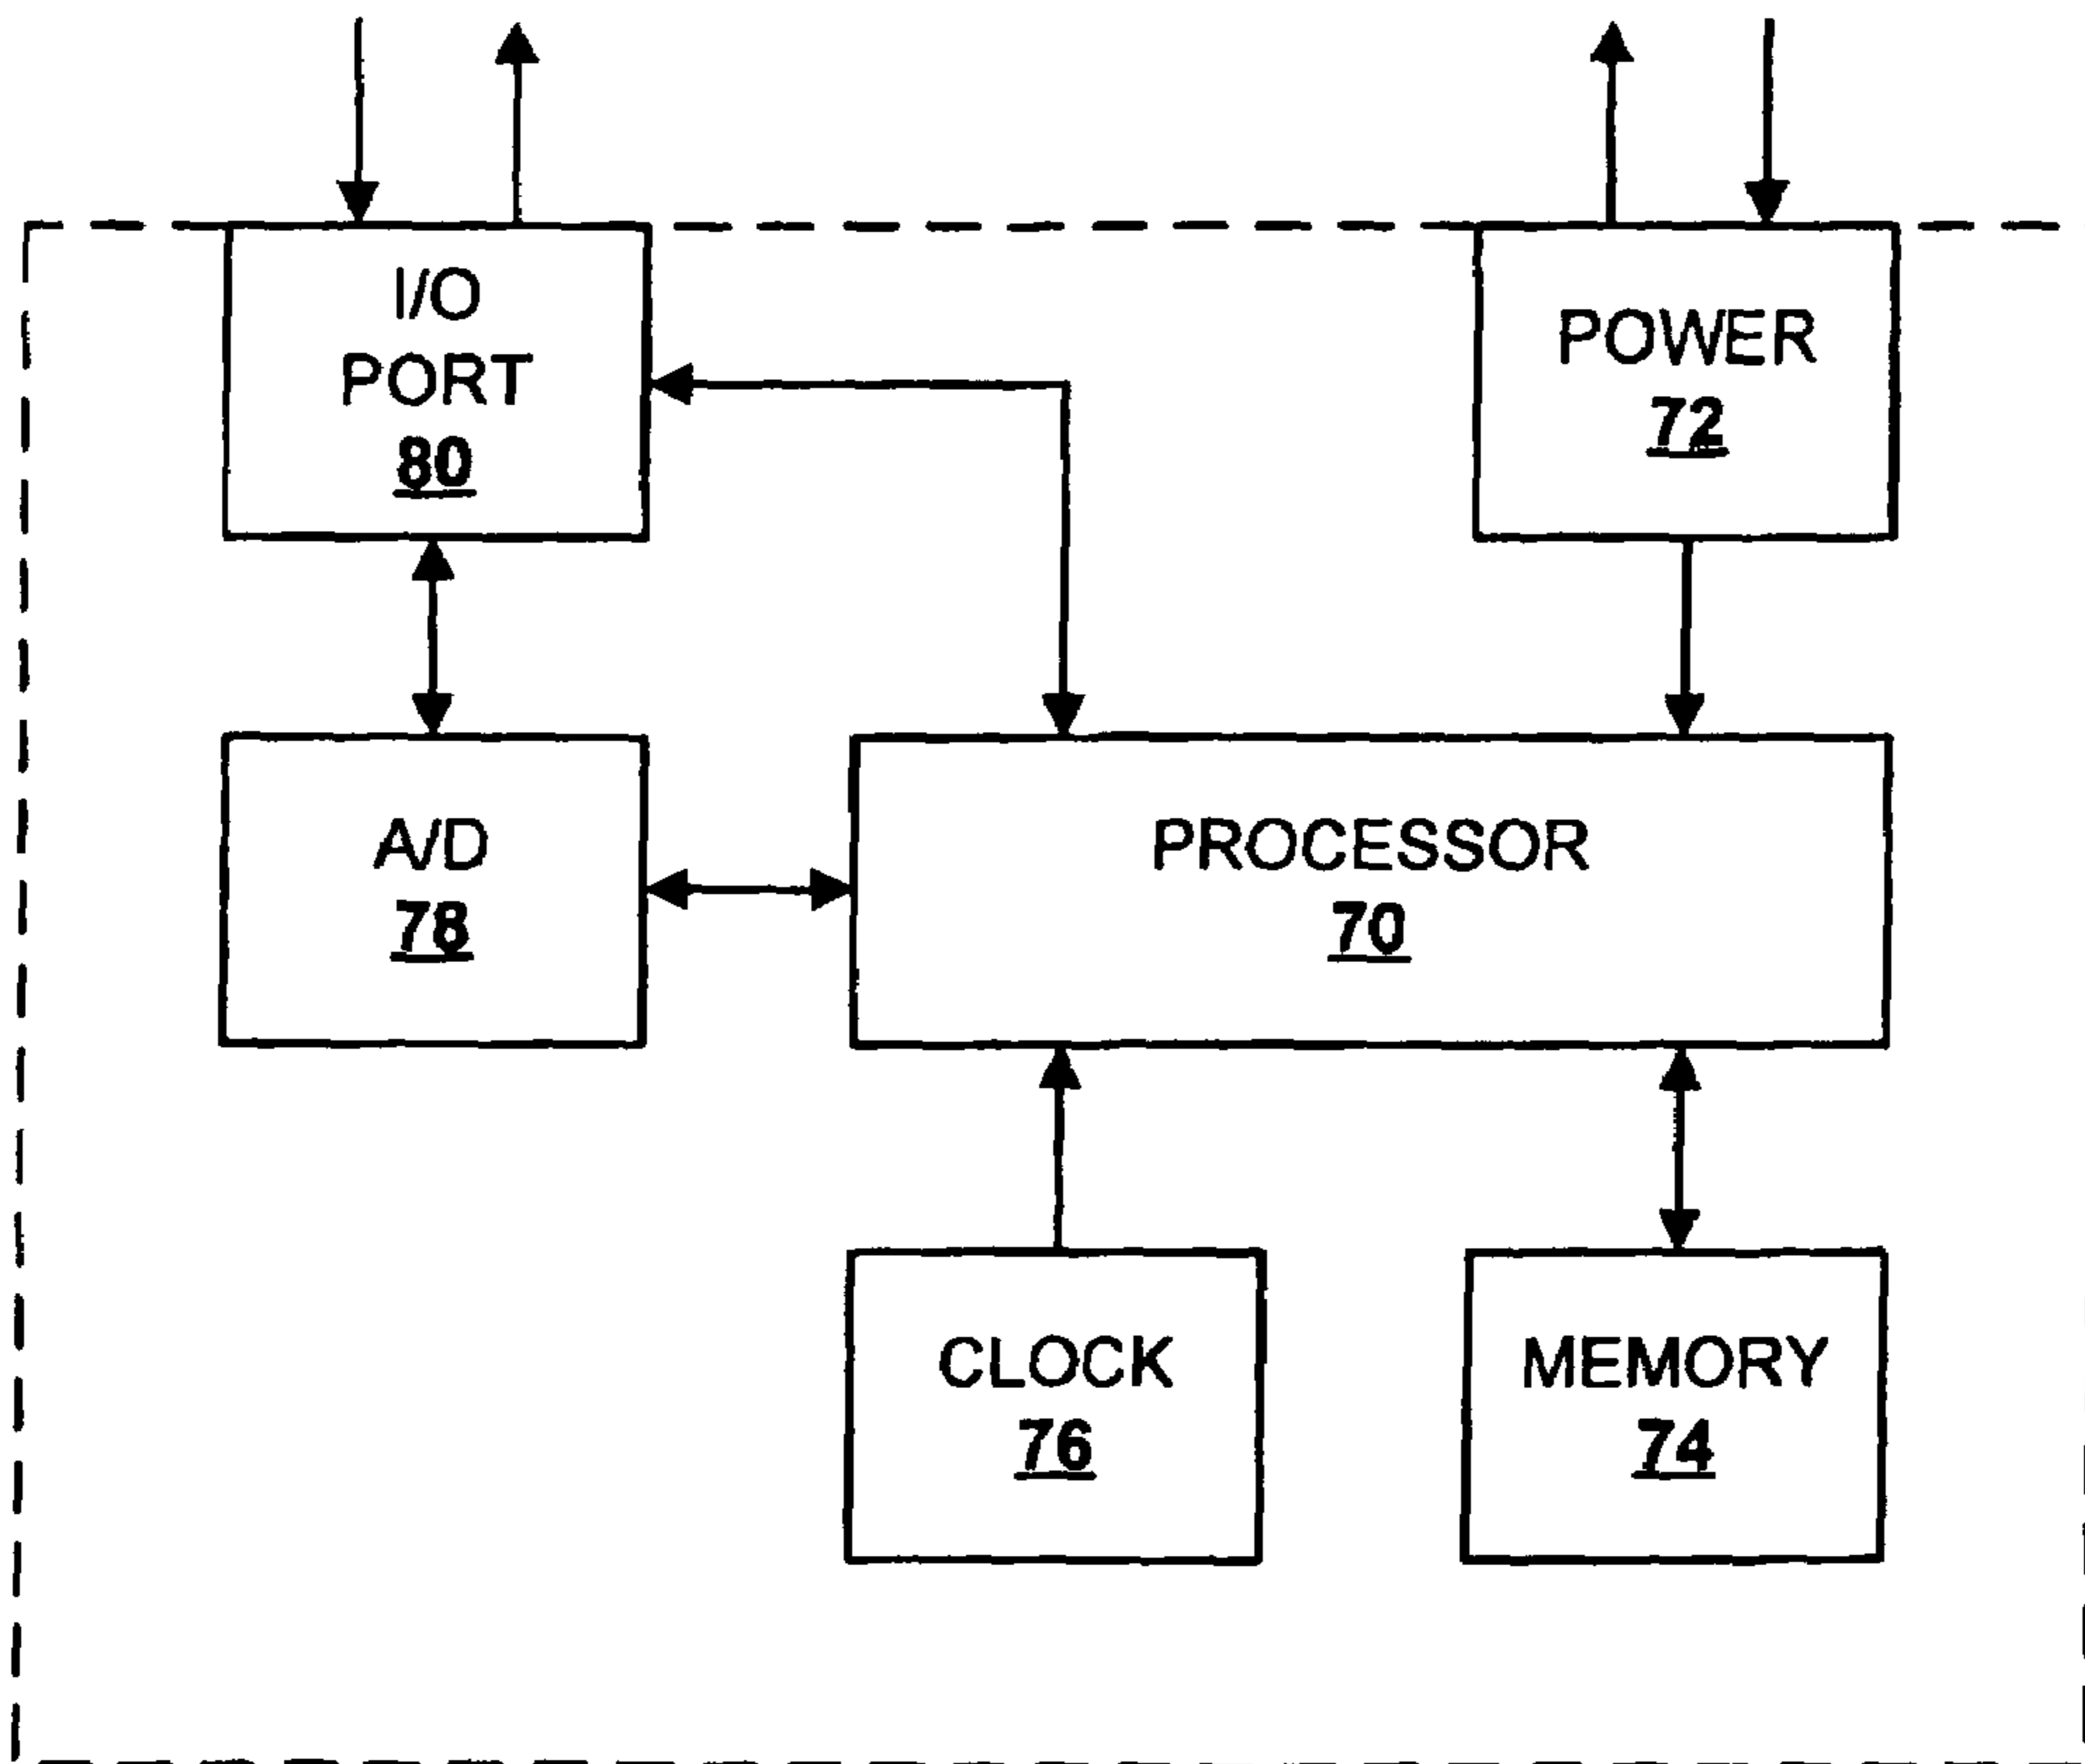 I/O
PORT
80
POWER
72
A/D
78
PROCESSOR
70
CLOCK
76
MEMORY
74